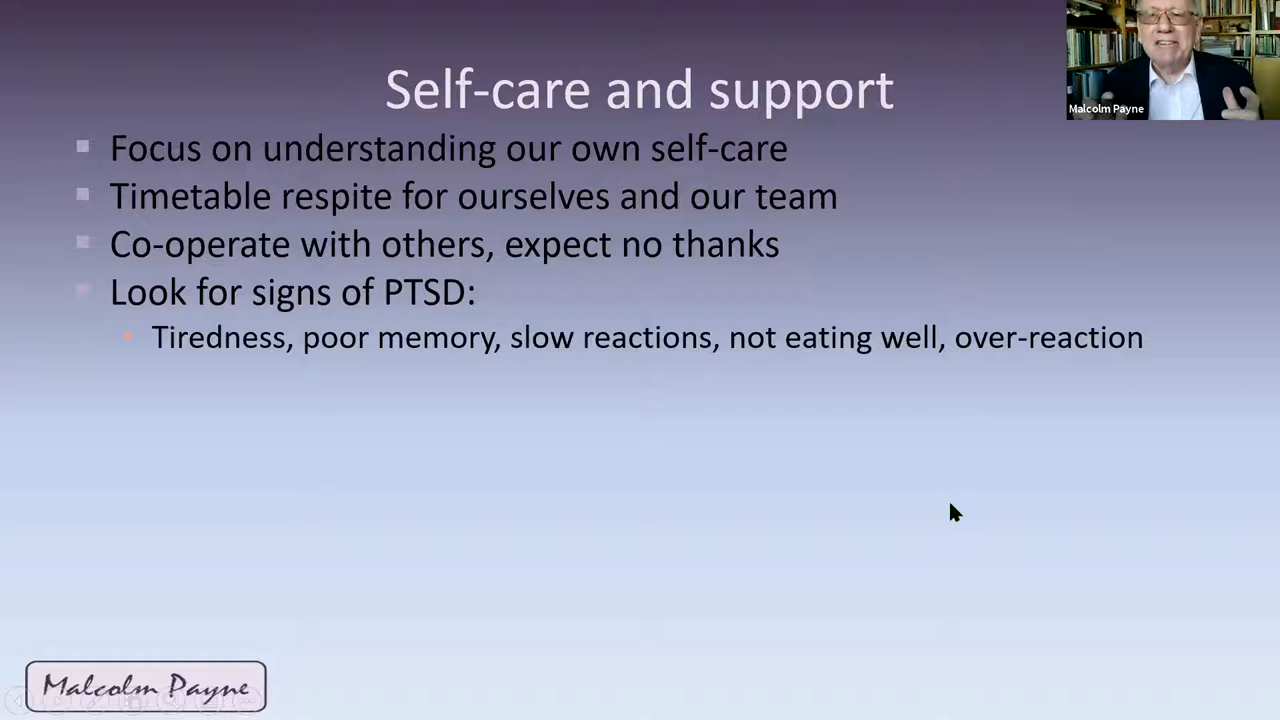 Self-care and support
Malcolm Payne
Focus on understanding our own self-care
Timetable respite for ourselves and our team
Co-operate with others, expect no thanks
Look for signs of PTSD:
Tiredness, poor memory, slow reactions, not eating well, over-reaction
Malcolm Payne